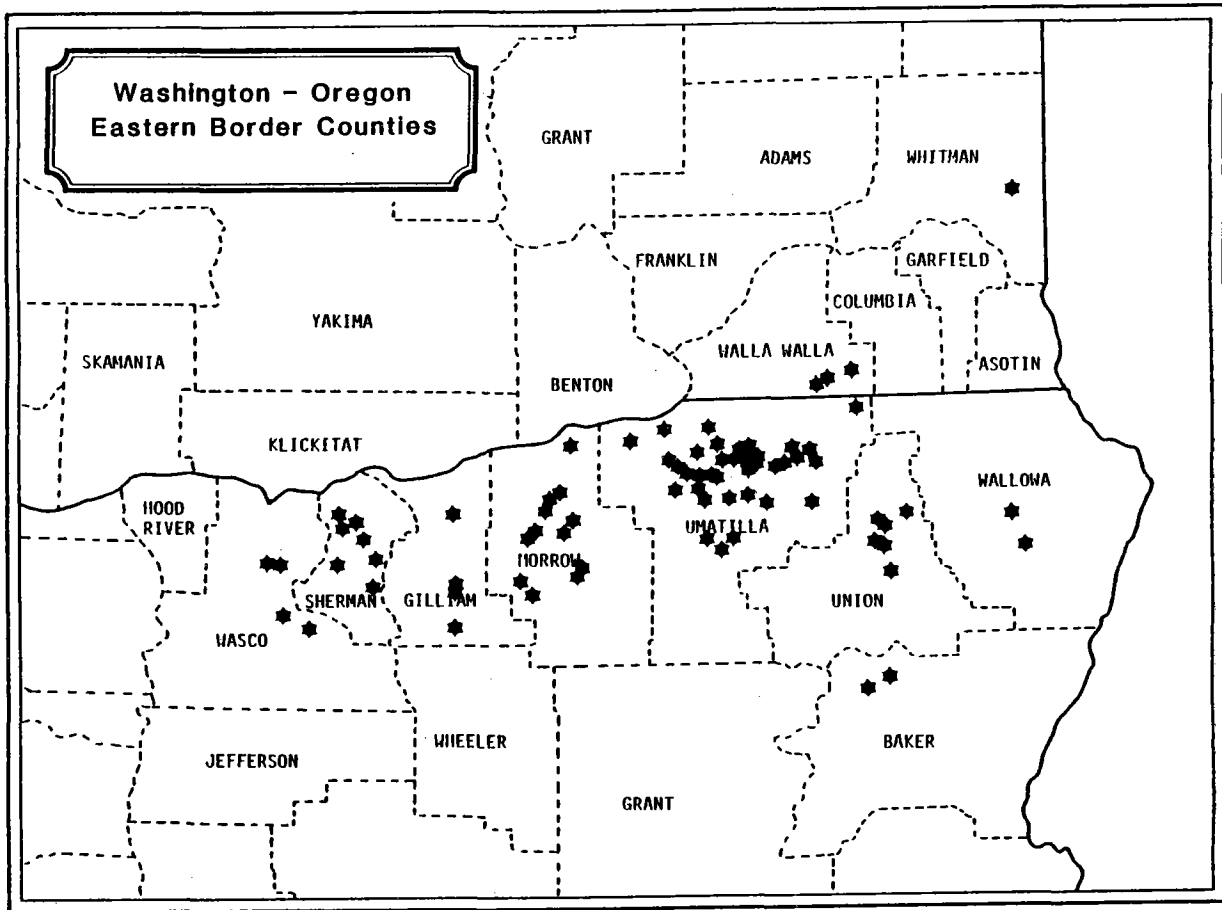 Washington - Oregon
Eastern Border Counties
GRANT
ADAMS
WHITMAN
FRANKLIN
GARFIELD
COLUMBIA
YAKIMA
SKAMANIA
WALLA WALLA
ASOTIN
BENTON
KLICKITAT
WALLOWA
HOOD
RIVER
UMATILLA
MORROW
SHERMAN
GILLIAM
UNION
WASCO
WHEELER
BAKER
JEFFERSON
GRANT